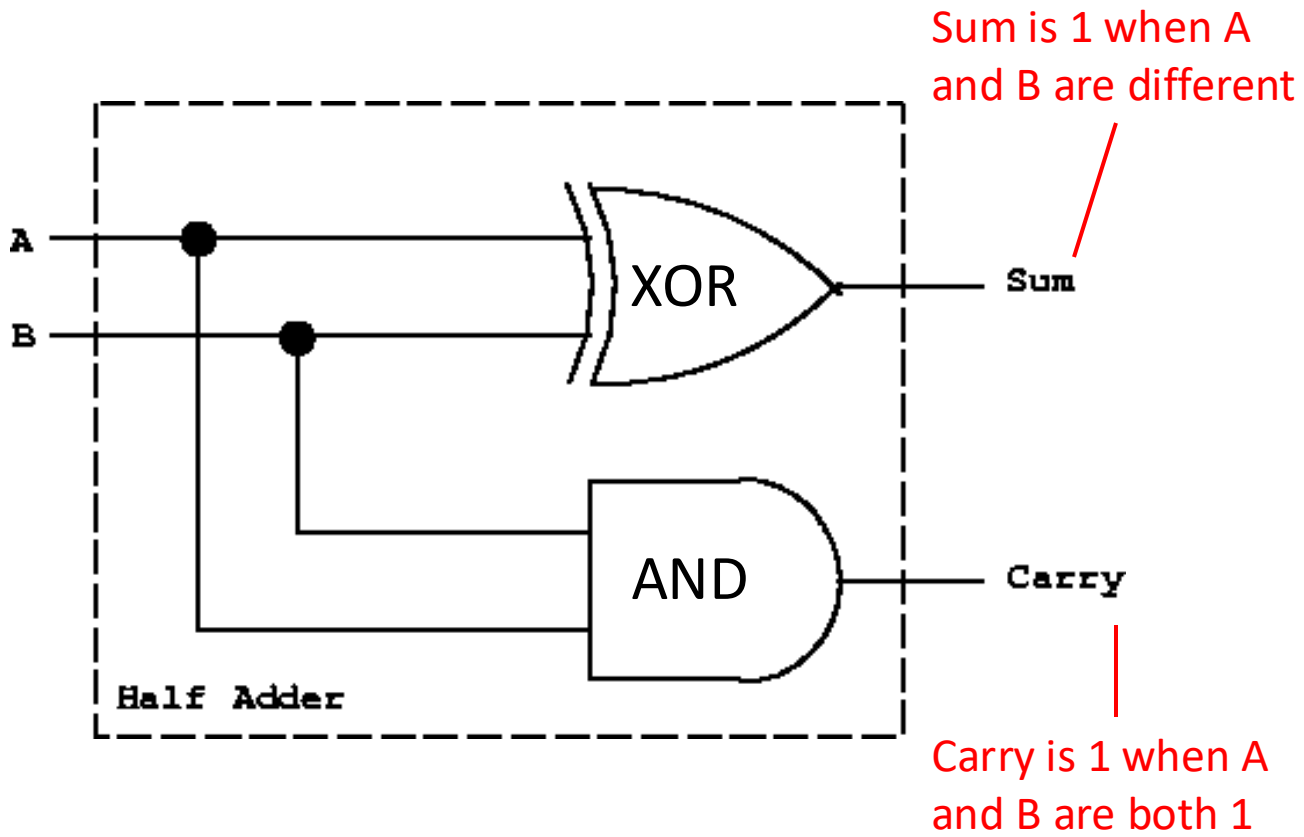 Sum is 1 when A
and B are different
A
XOR
Sum
B
AND
Carry
Half Adder
Carry is 1 when A
and B are both 1